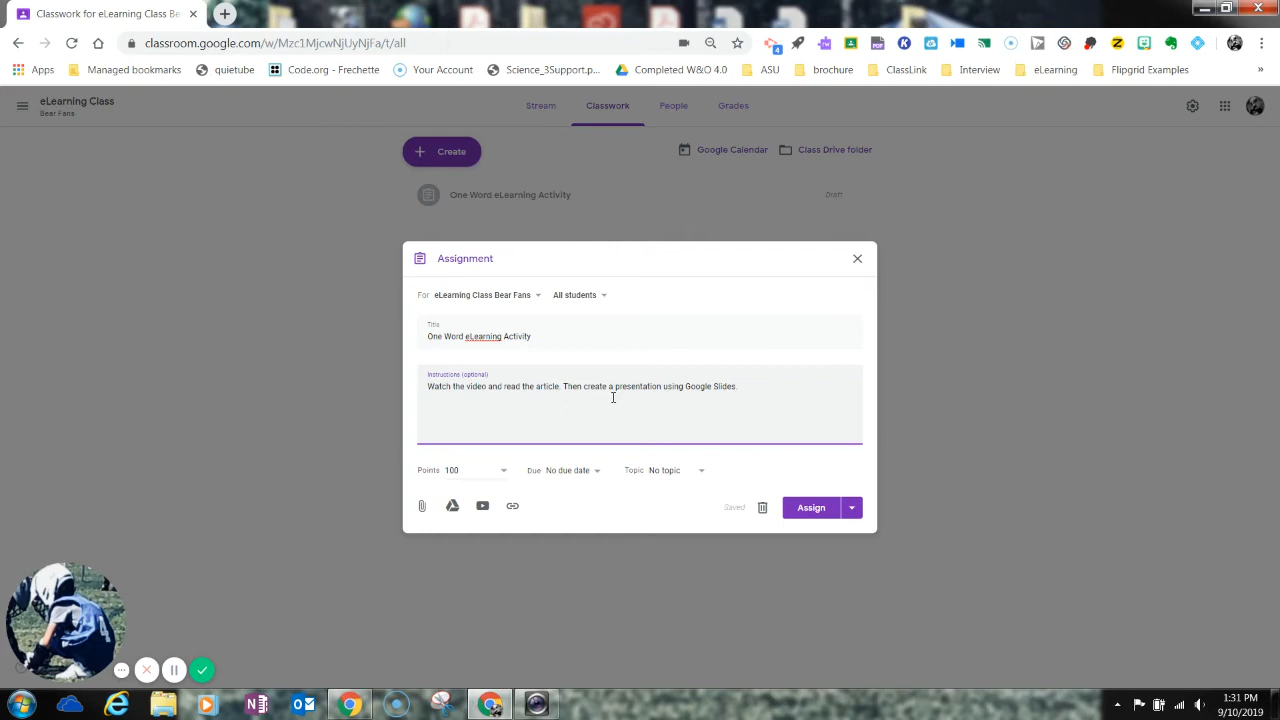 Classwork for eLearning Class Be
classroom.google.com/w/Mzc1MjcwNjUyNjFa/t/all
4
Apps
Managed bookmarks
quietube
Code.org - Frechette
Your Account
Science_3Support.p...
Completed W&O 4.0
ASU
brochure
ClassLink
Interview
eLearning
Flipgrid Examples
»
eLearning Class
Bear Fans
Stream
Classwork
People
Grades
Create
Google Calendar
Class Drive folder
One Word eLearning Activity
Draft
Assignment
For
eLearning Class Bear Fans
All students
Title
One Word eLearning Activity
Instructions (optional)
Watch the video and read the article. Then create a presentation using Google Slides.
Points
100
Due
No due date
Topic
No topic
Saved
Assign
4
1:31 PM
9/10/2019